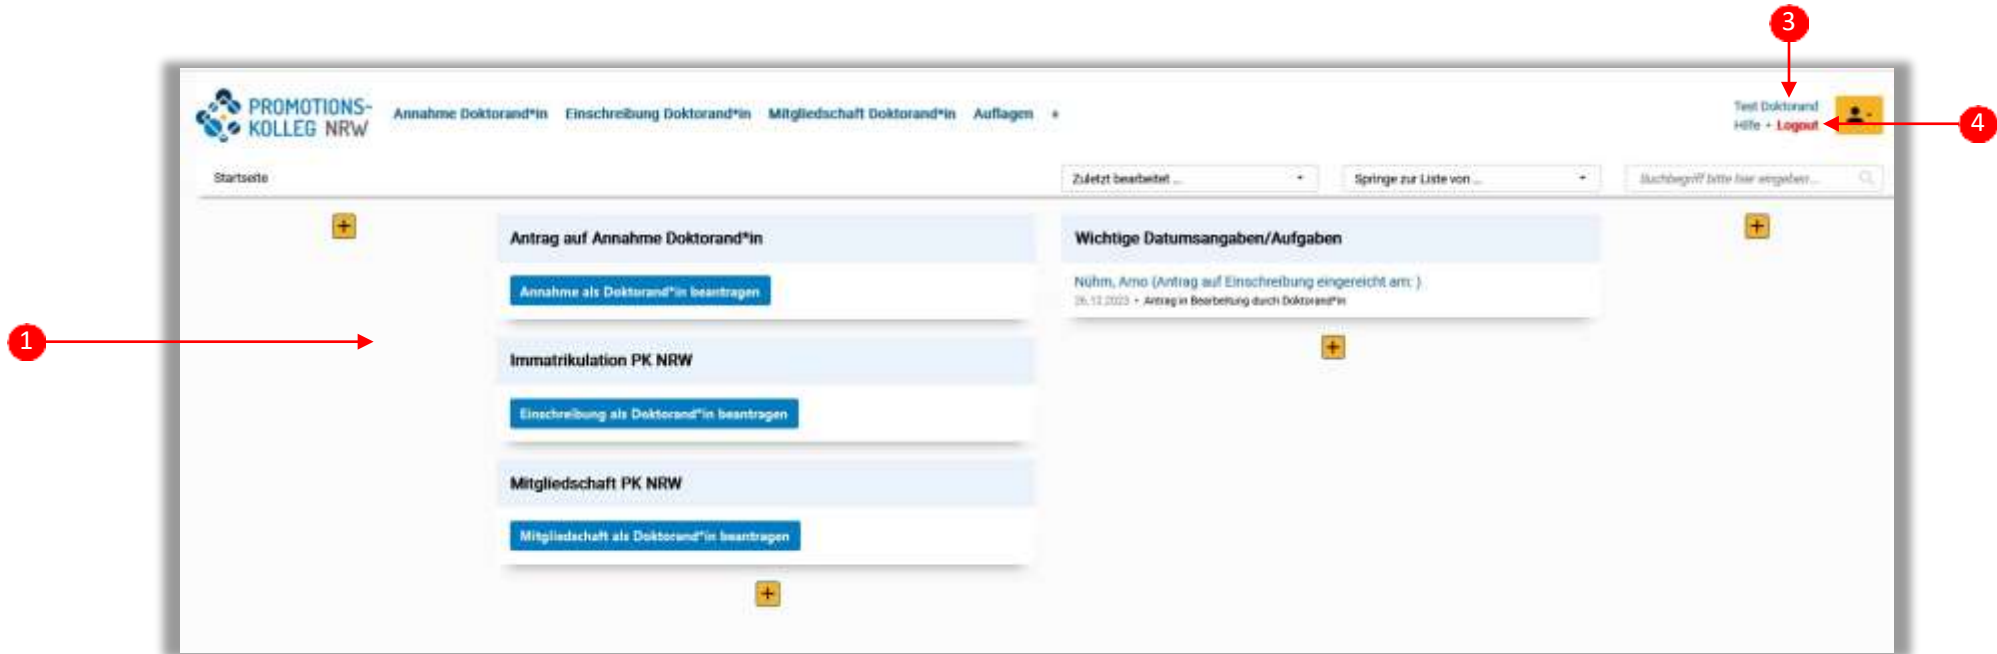 3
PROMOTIONS-
KOLLEG NRW
Annahme Doktorand*in Einschreibung Doktorand*in Mitgliedschaft Doktorand*in Auflagen +
Test Doktorand
Hilfe • Logout
4
Startseite
Zuletzt bearbeitet ...
Springe zur Liste von ...
Suchbegriff bitte hier eingeben...
Antrag auf Annahme Doktorand*in
Annahme als Doktorand*in beantragen
Wichtige Datumsangaben/Aufgaben
Nühm, Arno (Antrag auf Einschreibung eingereicht am: )
26.12.2023 • Antrag in Bearbeitung durch Doktorand*in
1
Immatrikulation PK NRW
Einschreibung als Doktorand*in beantragen
Mitgliedschaft PK NRW
Mitgliedschaft als Doktorand*in beantragen